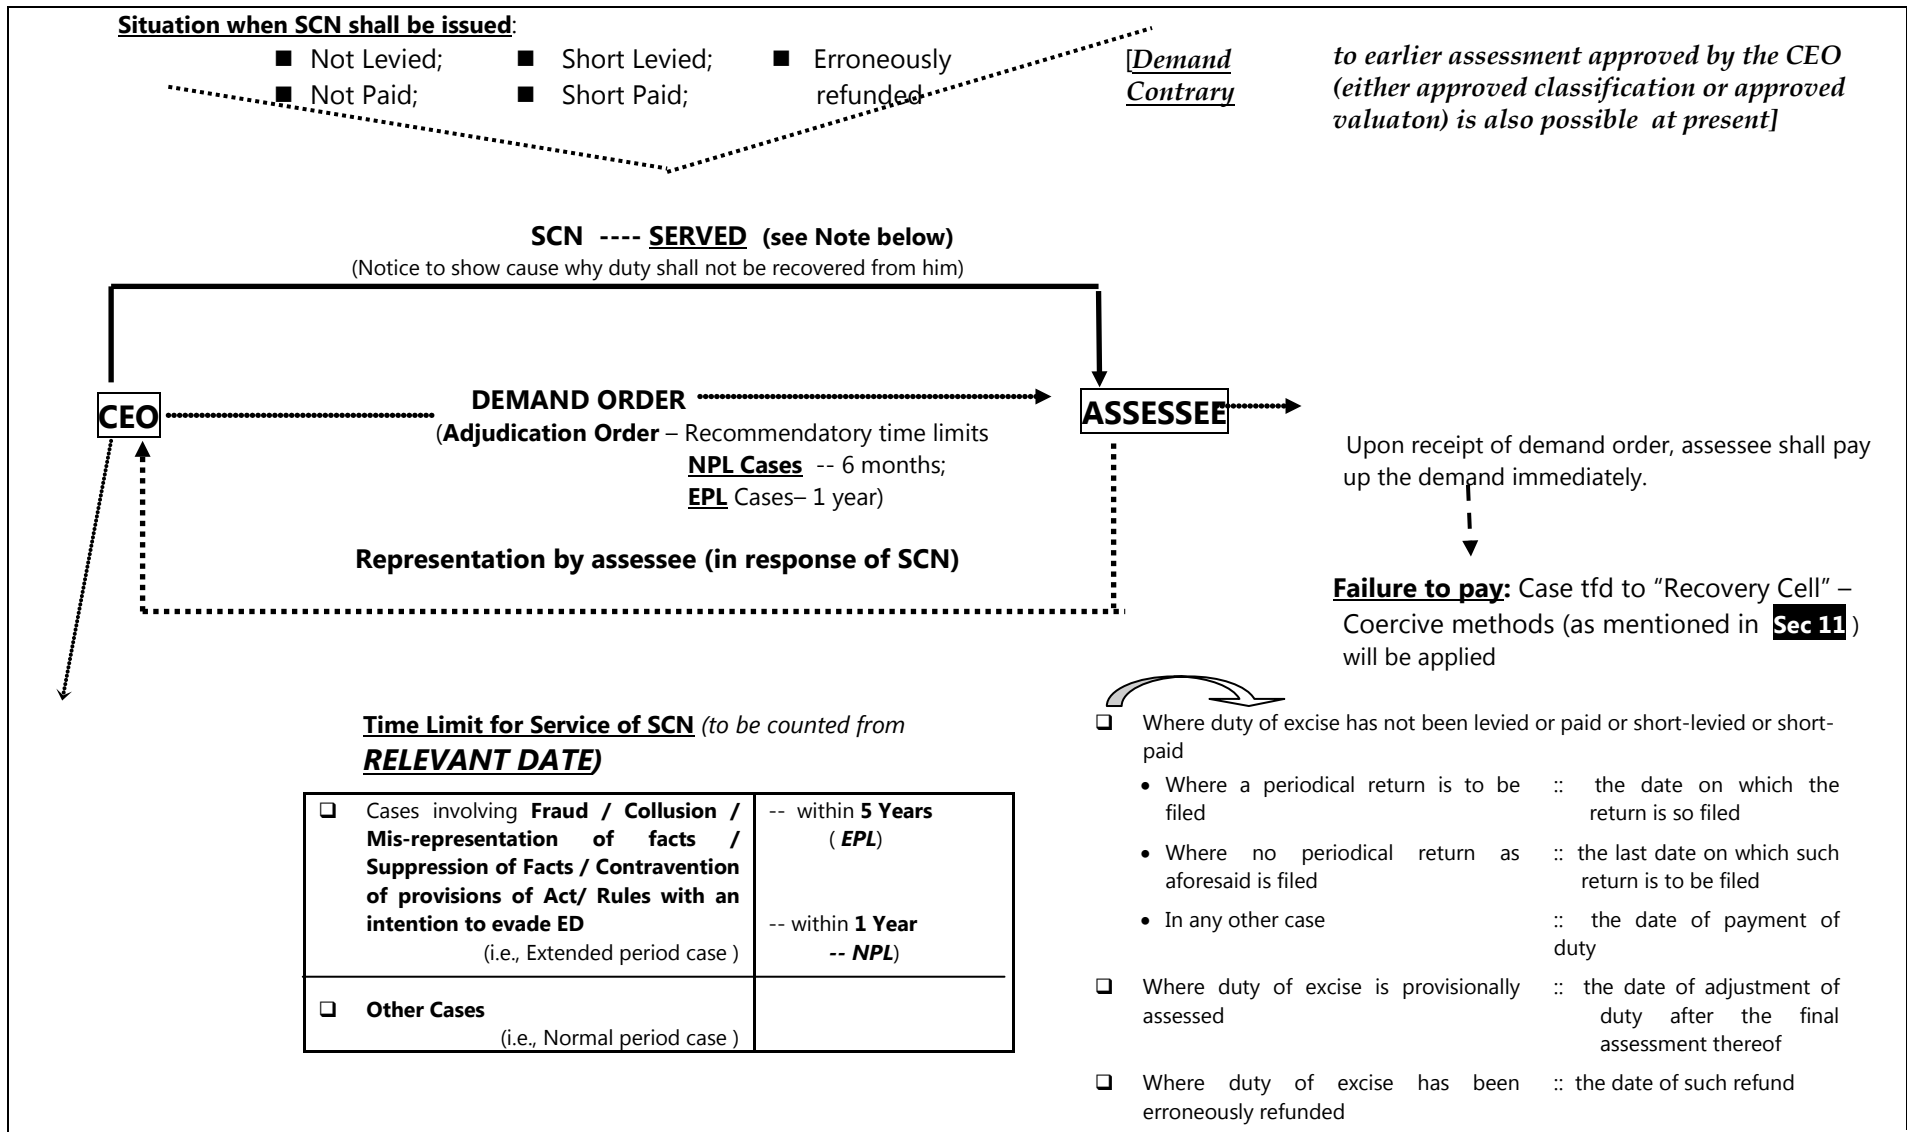 Situation when SCN shall be issued:
■ Not Levied; ■ Short Levied; ■ Erroneously
■ Not Paid; ■ Short Paid; refunded
[Demand
Contrary
to earlier assessment approved by the CEO
(either approved classification or approved
valuaton) is also possible at present]
SCN ---- SERVED (see Note below)
(Notice to show cause why duty shall not be recovered from him)
CEO
DEMAND ORDER
(Adjudication Order – Recommendatory time limits
NPL Cases -- 6 months;
EPL Cases– 1 year)
ASSESSEE
Upon receipt of demand order, assessee shall pay
up the demand immediately.
Representation by assessee (in response of SCN)
Failure to pay: Case tfd to “Recovery Cell” –
Coercive methods (as mentioned in Sec 11 )
will be applied
Time Limit for Service of SCN (to be counted from
RELEVANT DATE)
❑ Cases involving Fraud / Collusion /
Mis-representation of facts /
Suppression of Facts / Contravention
of provisions of Act/ Rules with an
intention to evade ED
(i.e., Extended period case )
-- within 5 Years
( EPL)
-- within 1 Year
-- NPL)
❑ Other Cases
(i.e., Normal period case )
❑ Where duty of excise has not been levied or paid or short-levied or short-
paid
• Where a periodical return is to be :: the date on which the
filed return is so filed
• Where no periodical return as :: the last date on which such
aforesaid is filed return is to be filed
• In any other case :: the date of payment of
duty
❑ Where duty of excise is provisionally :: the date of adjustment of
assessed duty after the final
assessment thereof
❑ Where duty of excise has been :: the date of such refund
erroneously refunded